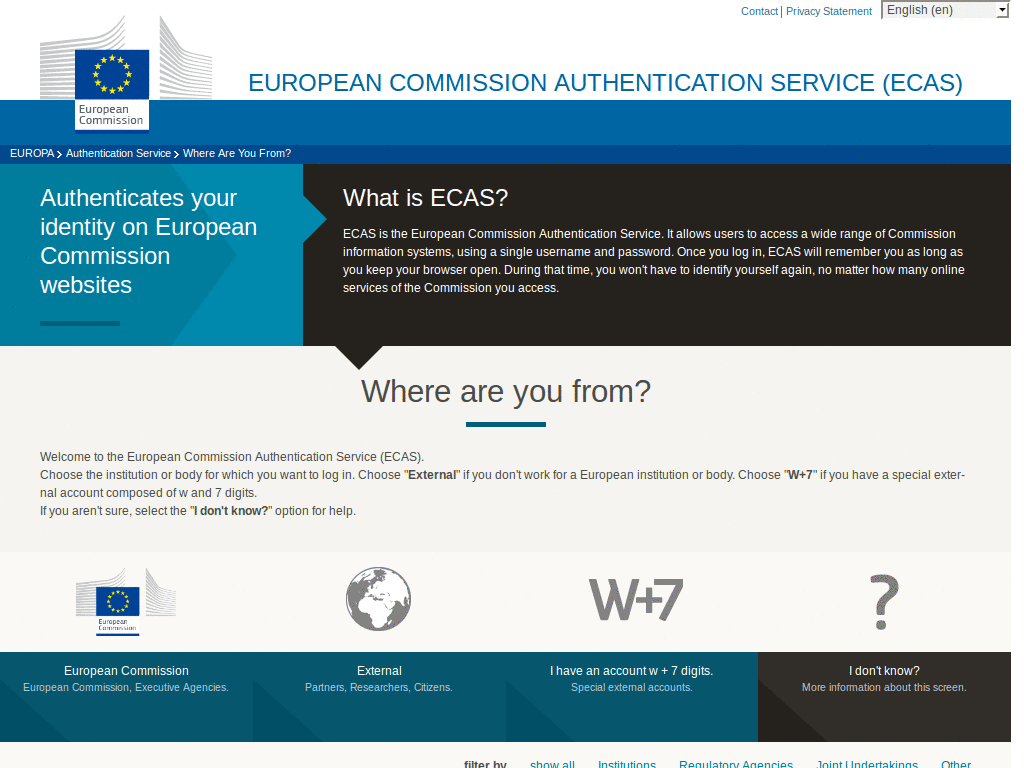 Contact | Privacy Statement English (en)
European
Commission
EUROPEAN COMMISSION AUTHENTICATION SERVICE (ECAS)
EUROPA > Authentication Service > Where Are You From?
Authenticates your
identity on European
Commission
websites
What is ECAS?
ECAS is the European Commission Authentication Service. It allows users to access a wide range of Commission
information systems, using a single username and password. Once you log in, ECAS will remember you as long as
you keep your browser open. During that time, you won't have to identify yourself again, no matter how many online
services of the Commission you access.
Where are you from?
Welcome to the European Commission Authentication Service (ECAS).
Choose the institution or body for which you want to log in. Choose "External" if you don't work for a European institution or body. Choose "W+7" if you have a special exter-
nal account composed of w and 7 digits.
If you aren't sure, select the "I don't know?" option for help.
European
Commission
W+7
?
European Commission
European Commission, Executive Agencies.
External
Partners, Researchers, Citizens.
I have an account w + 7 digits.
Special external accounts.
I don't know?
More information about this screen.
filter by show all Institutions Regulatory Agencies Joint Undertakings Other